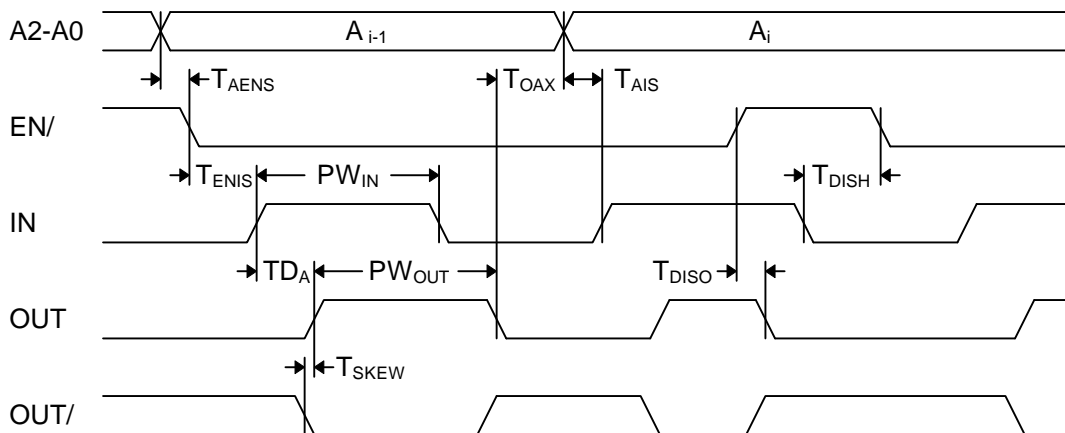 A2-A0 A i-1 Ai
TAENS TOAX TAIS
EN/
TENIS PWIN TDISH
IN
TDA PWOUT TDISO
OUT
TSKEW
OUT/